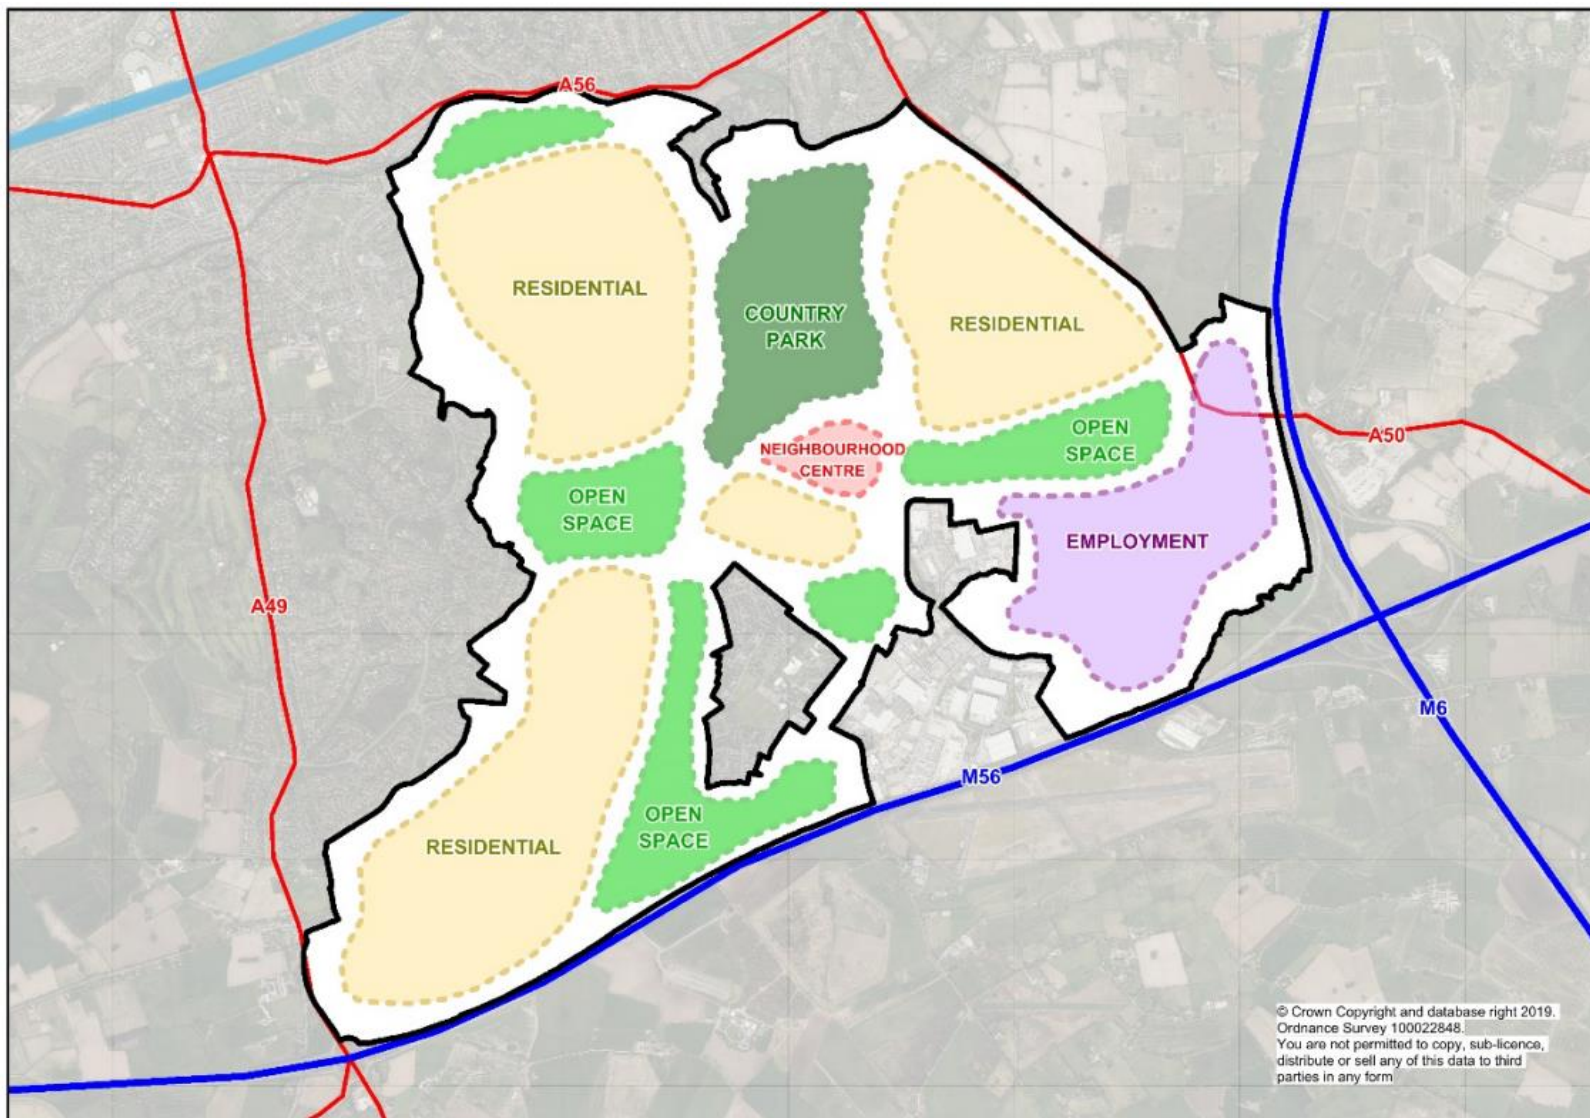 A56
RESIDENTIAL
COUNTRY
PARK
RESIDENTIAL
OPEN
SPACE
A50
NEIGHBOURHOOD
CENTRE
OPEN
SPACE
EMPLOYMENT
A49
M6
M56
OPEN
SPACE
RESIDENTIAL
© Crown Copyright and database right 2019.
Ordnance Survey 100022848.
You are not permitted to copy, sub-licence,
distribute or sell any of this data to third
parties in any form